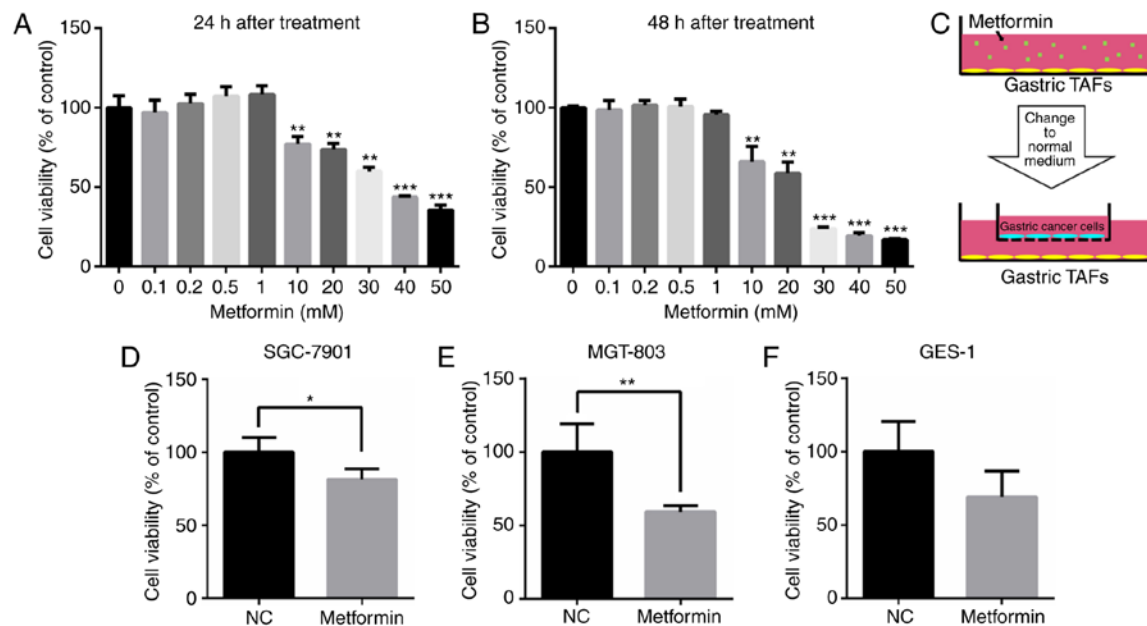 A
24 h after treatment
Cell viability (% of control)
150
100
50
0
**
**
**
***
***
0 0.1 0.2 0.5 1 10 20 30 40 50
Metformin (mM)
B
48 h after treatment
Cell viability (% of control)
150
100
50
0
**
**
***
***
***
0 0.1 0.2 0.5 1 10 20 30 40 50
Metformin (mM)
C
Metformin
Gastric TAFs
Change
to
normal
medium
Gastric cancer cells
Gastric TAFs
D
SGC-7901
Cell viability (% of control)
150
100
50
0
*
NC Metformin
E
MGT-803
Cell viability (% of control)
150
100
50
0
**
NC Metformin
F
GES-1
Cell viability (% of control)
150
100
50
0
NC Metformin